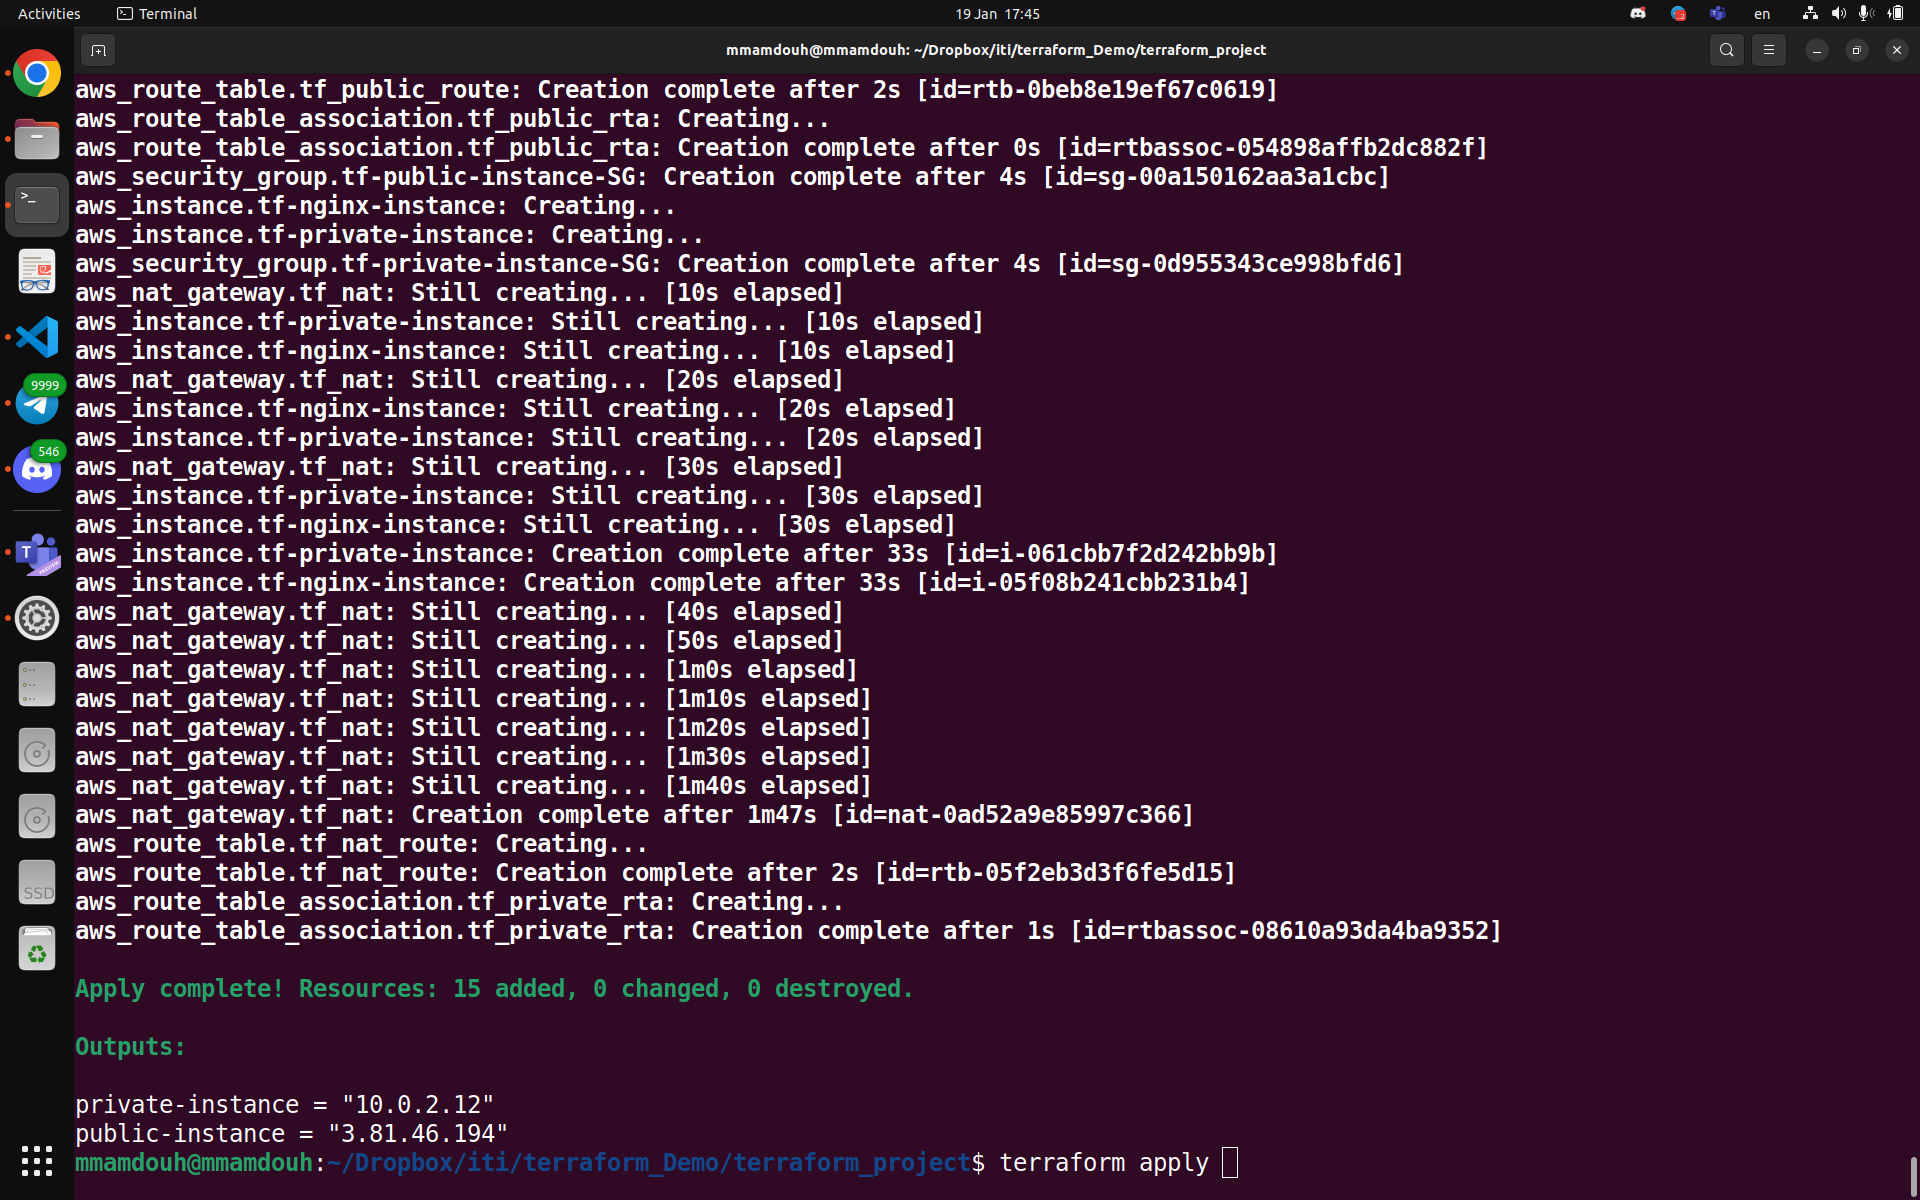 Activities
Terminal
19 Jan 17:45
en
mmamdouh@mmamdouh: ~/Dropbox/iti/terraform_Demo/terraform_project
aws_route_table.tf_public_route: Creation complete after 2s [id=rtb-0beb8e19ef67c0619]
aws_route_table_association.tf_public_rta: Creating...
aws_route_table_association.tf_public_rta: Creation complete after 0s [id=rtbassoc-054898affb2dc882f]
aws_security_group.tf-public-instance-SG: Creation complete after 4s [id=sg-00a150162aa3a1cbc]
aws_instance.tf-nginx-instance: Creating...
aws_instance.tf-private-instance: Creating...
aws_security_group.tf-private-instance-SG: Creation complete after 4s [id=sg-0d955343ce998bfd6]
aws_nat_gateway.tf_nat: Still creating... [10s elapsed]
aws_instance.tf-private-instance: Still creating... [10s elapsed]
aws_instance.tf-nginx-instance: Still creating... [10s elapsed]
aws_nat_gateway.tf_nat: Still creating... [20s elapsed]
aws_instance.tf-nginx-instance: Still creating... [20s elapsed]
aws_instance.tf-private-instance: Still creating... [20s elapsed]
aws_nat_gateway.tf_nat: Still creating... [30s elapsed]
aws_instance.tf-private-instance: Still creating... [30s elapsed]
aws_instance.tf-nginx-instance: Still creating... [30s elapsed]
aws_instance.tf-private-instance: Creation complete after 33s [id=i-061cbb7f2d242bb9b]
aws_instance.tf-nginx-instance: Creation complete after 33s [id=i-05f08b241cbb231b4]
aws_nat_gateway.tf_nat: Still creating... [40s elapsed]
aws_nat_gateway.tf_nat: Still creating... [50s elapsed]
aws_nat_gateway.tf_nat: Still creating... [1m0s elapsed]
aws_nat_gateway.tf_nat: Still creating... [1m10s elapsed]
aws_nat_gateway.tf_nat: Still creating... [1m20s elapsed]
aws_nat_gateway.tf_nat: Still creating... [1m30s elapsed]
aws_nat_gateway.tf_nat: Still creating... [1m40s elapsed]
aws_nat_gateway.tf_nat: Creation complete after 1m47s [id=nat-0ad52a9e85997c366]
aws_route_table.tf_nat_route: Creating...
aws_route_table.tf_nat_route: Creation complete after 2s [id=rtb-05f2eb3d3f6fe5d15]
aws_route_table_association.tf_private_rta: Creating...
aws_route_table_association.tf_private_rta: Creation complete after 1s [id=rtbassoc-08610a93da4ba9352]
Apply complete! Resources: 15 added, 0 changed, 0 destroyed.
Outputs:
private-instance = "10.0.2.12"
public-instance = "3.81.46.194"
mmamdouh@mmamdouh:~/Dropbox/iti/terraform_Demo/terraform_project$ terraform apply
9999
546
T
SSD